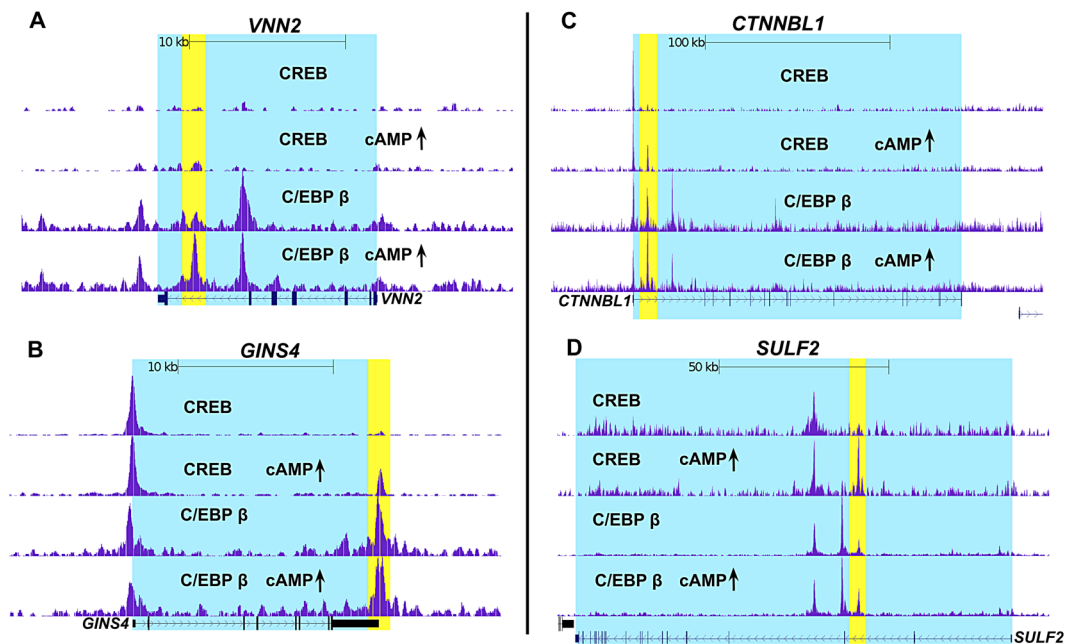 A
VNN2
10 kb
CREB
CREB cAMP
C/EBP β
C/EBP β cAMP
VNN2
B
GINS4
10 kb
CREB
CREB cAMP
C/EBP β
C/EBP β cAMP
GINS4
C
CTNNBL1
100 kb
CREB
CREB cAMP
C/EBP β
C/EBP β cAMP
CTNNBL1
D
SULF2
50 kb
CREB
CREB cAMP
C/EBP β
C/EBP β cAMP
SULF2